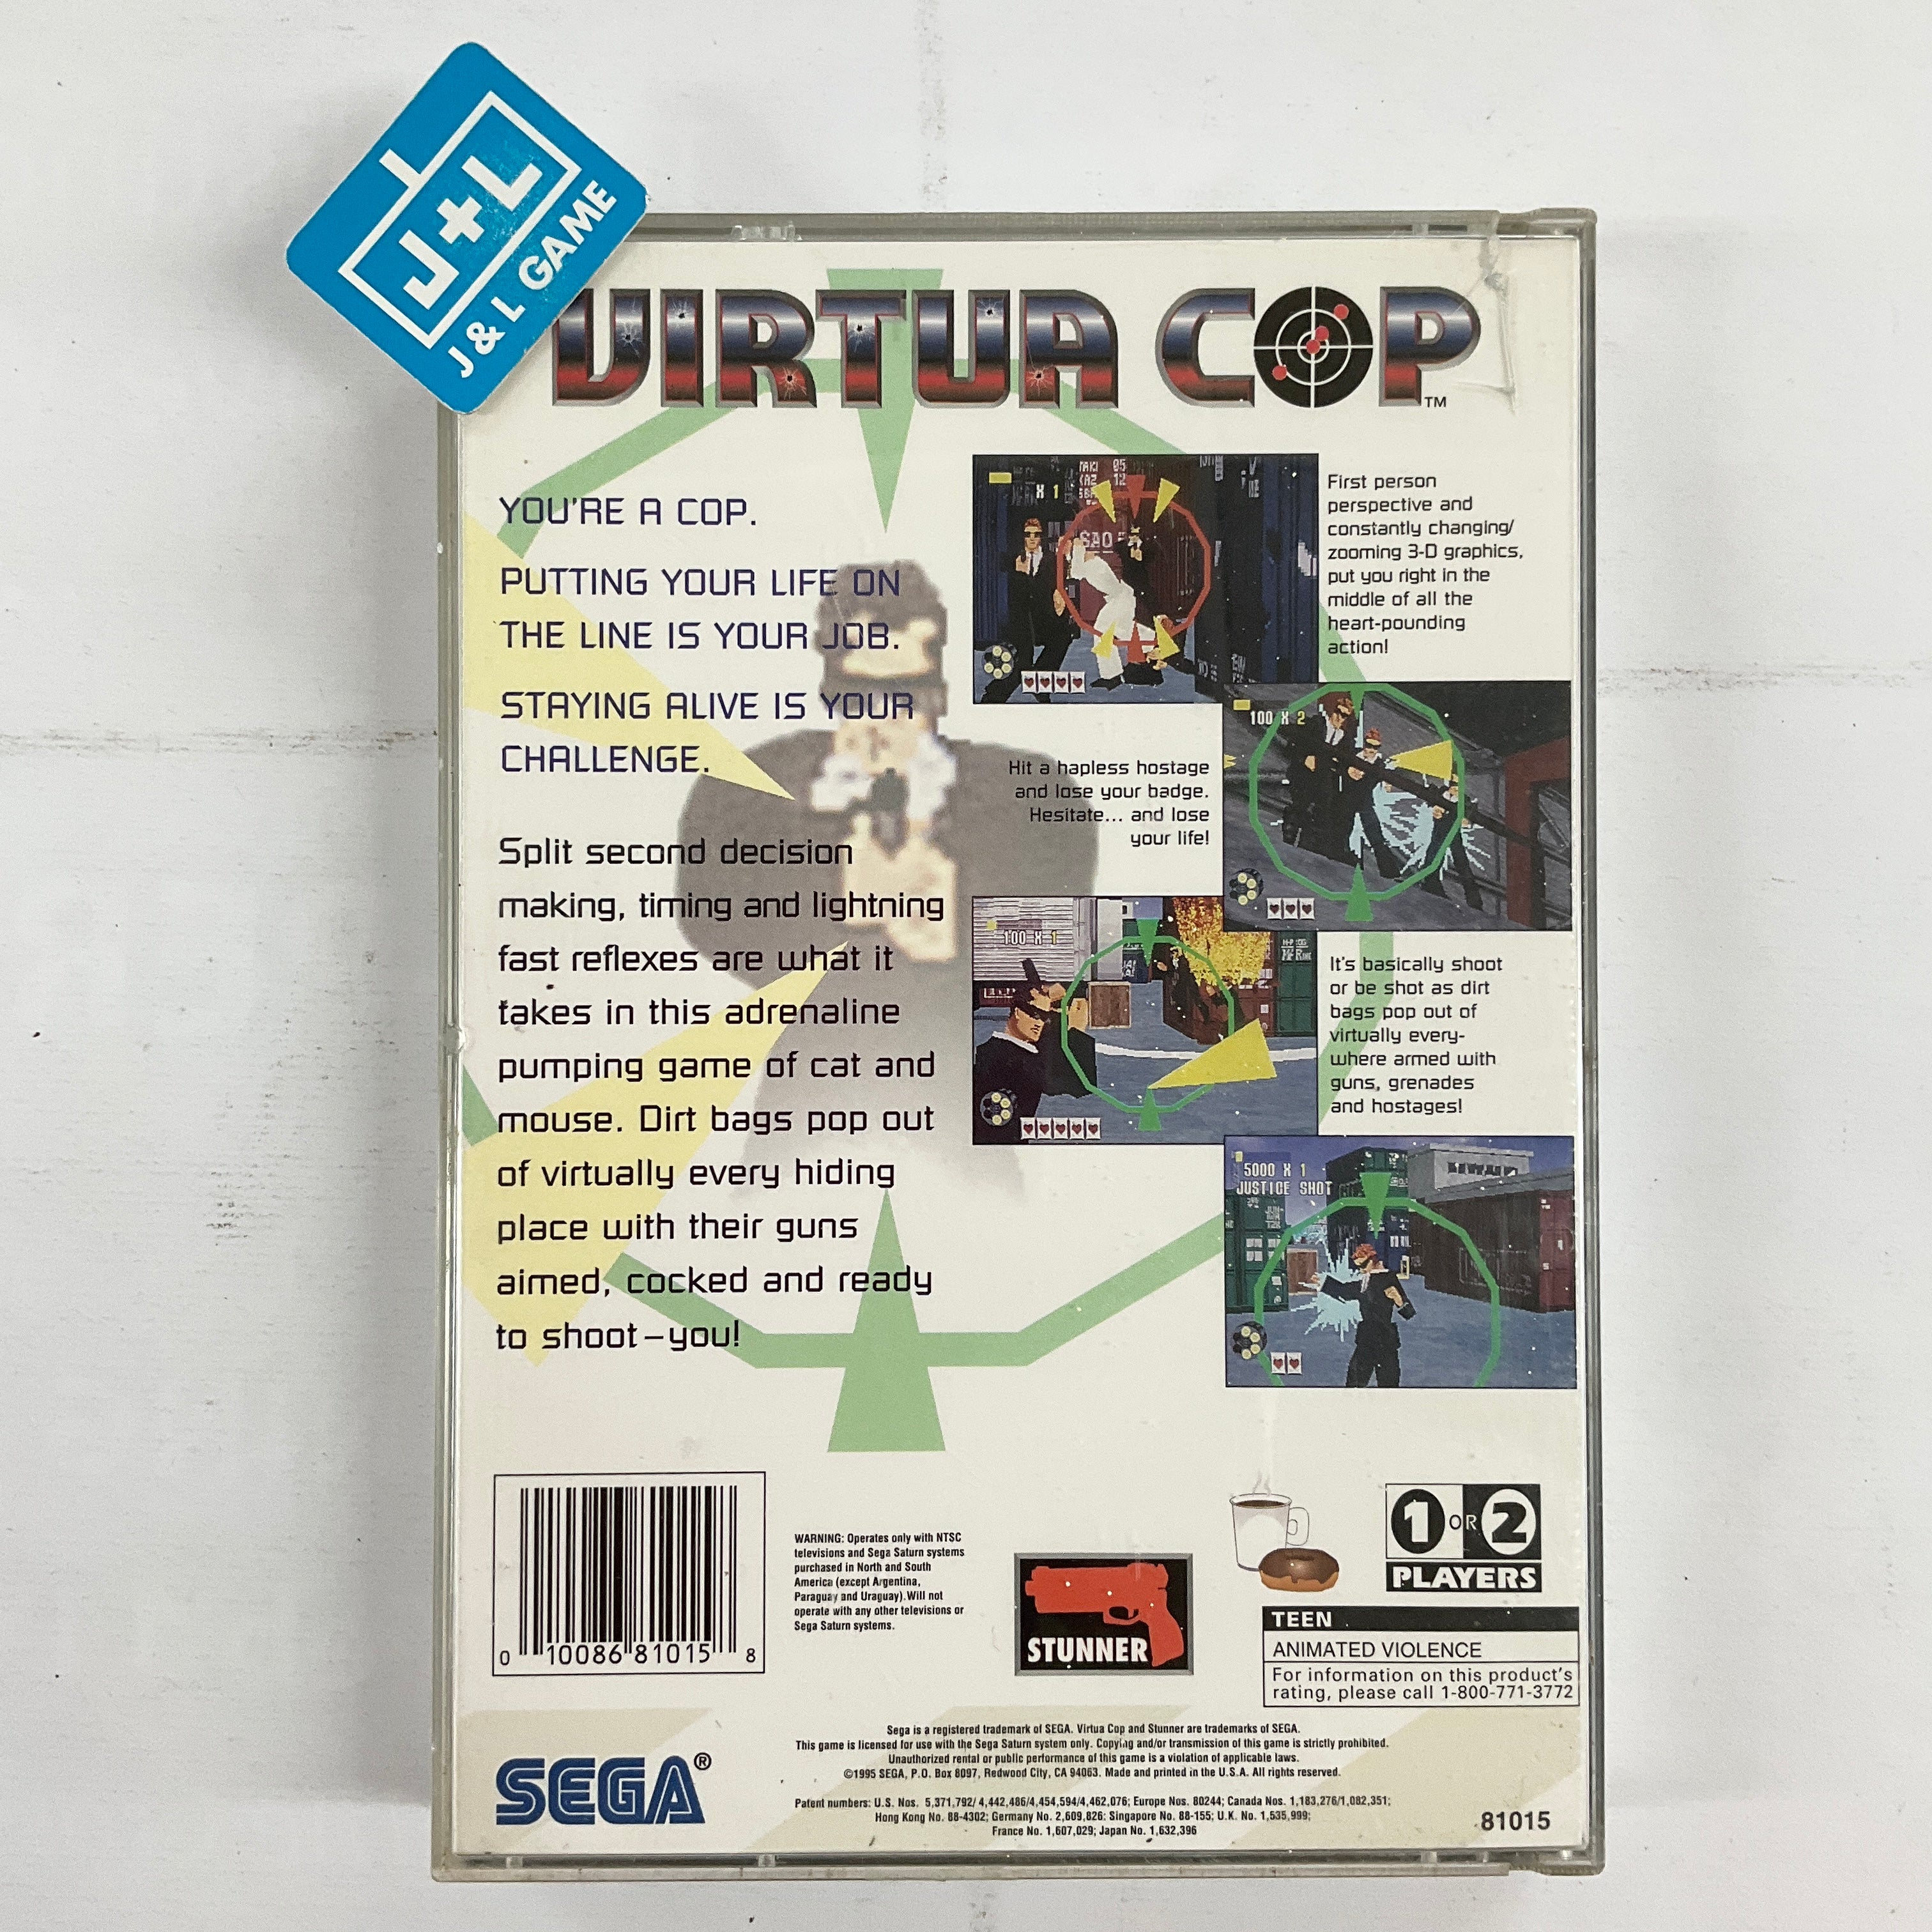 J+L
J & L GAME
VIRTUA COP™
YOU'RE A COP.
PUTTING YOUR LIFE ON
THE LINE IS YOUR JOB.
STAYING ALIVE IS YOUR
CHALLENGE.
Split second decision
making, timing and lightning
fast reflexes are what it
takes in this adrenaline
pumping game of cat and
mouse. Dirt bags pop out
of virtually every hiding
place with their guns
aimed, cocked and ready
to shoot–you!
X 1
First person
perspective and
constantly changing/
zooming 3-D graphics,
put you right in the
middle of all the
heart-pounding
action!
100 X 2
Hit a hapless hostage
and lose your badge.
Hesitate... and lose
your life!
100 X 1
It's basically shoot
or be shot as dirt
bags pop out of
virtually every-
where armed with
guns, grenades
and hostages!
5000 X 1
JUSTICE SHOT
0 10086 81015 8
WARNING: Operates only with NTSC
televisions and Sega Saturn systems
purchased in North and South
America (except Argentina,
Paraguay and Uraguay).Will not
operate with any other televisions or
Sega Saturn systems.
STUNNER
1 OR 2
PLAYERS
TEEN
ANIMATED VIOLENCE
For information on this product's
rating, please call 1-800-771-3772
SEGA®
Sega is a registered trademark of SEGA. Virtua Cop and Stunner are trademarks of SEGA.
This game is licensed for use with the Sega Saturn system only. Copying and/or transmission of this game is strictly prohibited.
Unauthorized rental or public performance of this game is a violation of applicable laws.
©1995 SEGA, P.O. Box 8097, Redwood City, CA 94063. Made and printed in the U.S.A. All rights reserved.
Patent numbers: U.S. Nos. 5,371,792/ 4,442,486/4,454,594/4,462,076; Europe Nos. 80244; Canada Nos. 1,183,276/1,082,351;
Hong Kong No. 88-4302; Germany No. 2,609,826: Singapore No. 88-155; U.K. No. 1,535,999;
France No. 1,607,029; Japan No. 1,632,396
81015